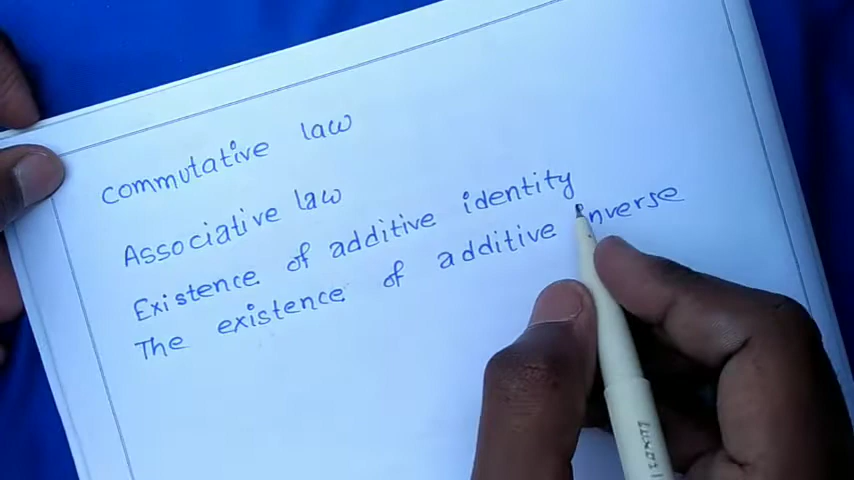 commutative law
Associative law
Existence of additive identity
The existence of additive inverse